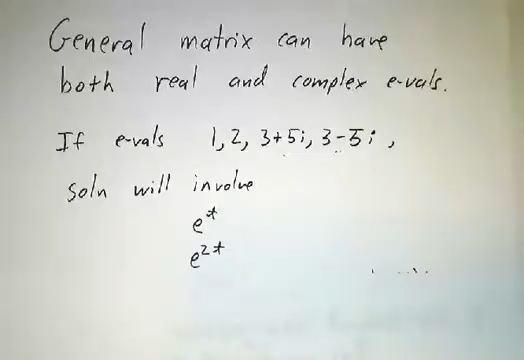 General matrix can have
both real and complex e-vals.
If e-vals 1, 2, 3+5i, 3-5i,
soln will involve
e^t
e^2t